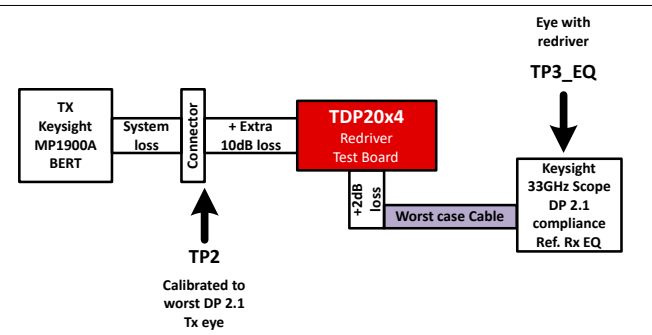 Eye with
redriver
TP3_EQ
TX
Keysight
MP1900A
BERT
System
loss
Connector
+ Extra
10dB loss
TDP20x4
Redriver
Test Board
+2dB
loss
Worst case Cable
Keysight
33GHz Scope
DP 2.1
compliance
Ref. Rx EQ
TP2
Calibrated to
worst DP 2.1
Tx eye